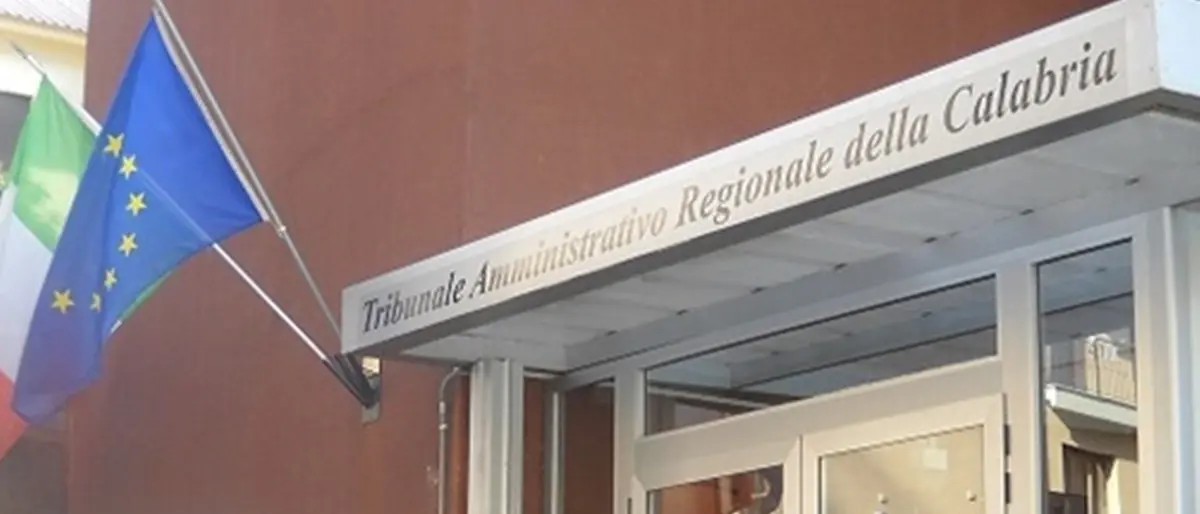 Tribunale Amministrativo Regionale della Calabria